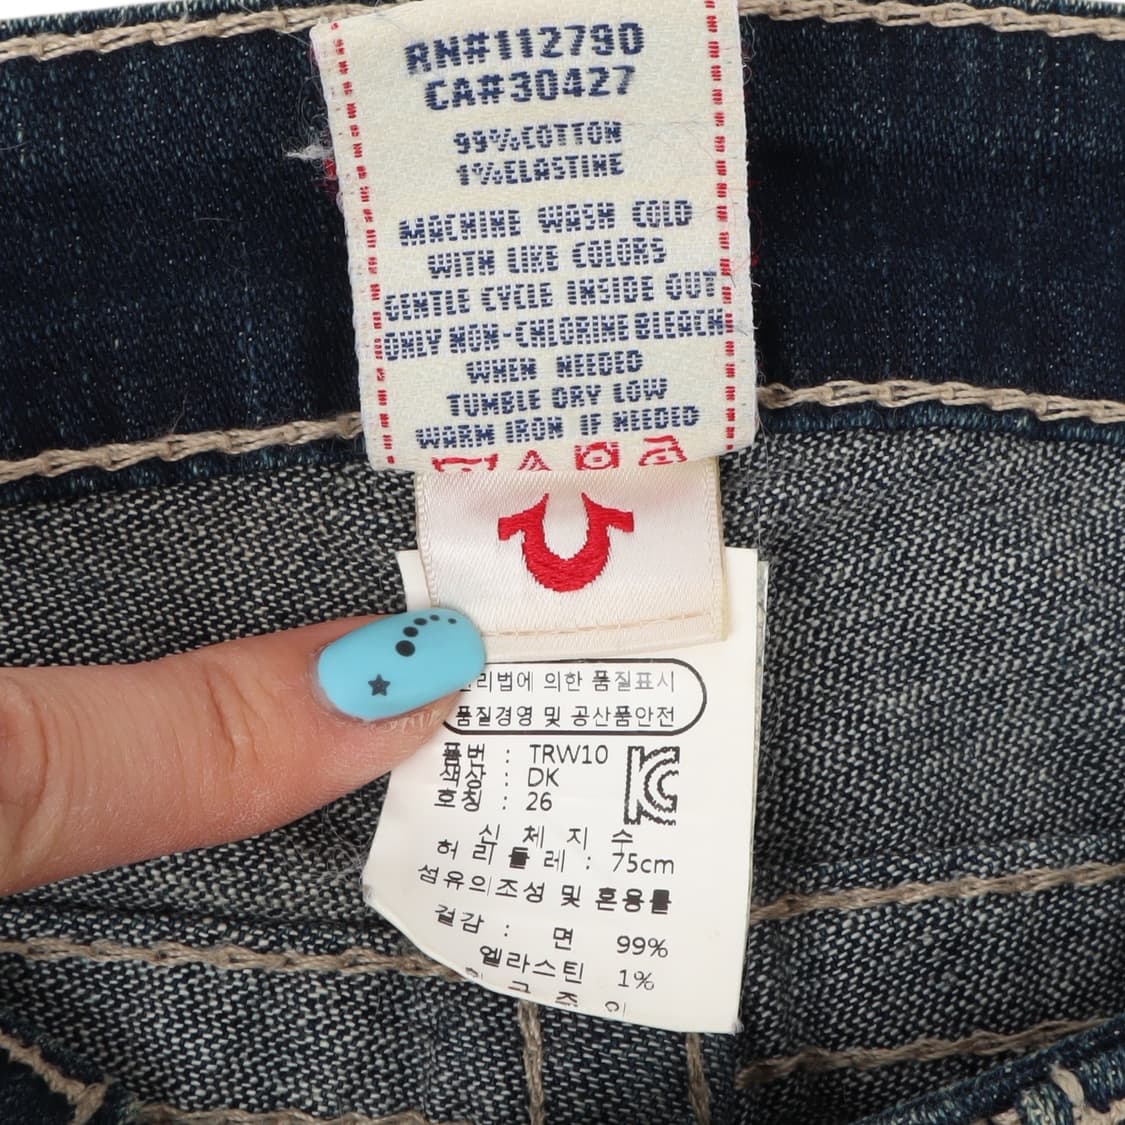 RN#112790
CA#30427
99%COTTON
1%ELASTINE
MACHINE WASH COLD
WITH LIKE COLORS
GENTLE CYCLE INSIDE OUT
ONLY NON-CHLORINE BLEACH
WHEN NEEDED
TUMBLE DRY LOW
WARM IRON IF NEEDED
의한 품질표시
품질경영 및 공산품안전
품번 : TRW10
색상 : DK
호칭 : 26
신체지수
허리둘레 : 75cm
섬유의조성 및 혼용률
겉감 : 면 99%
엘라스틴 1%